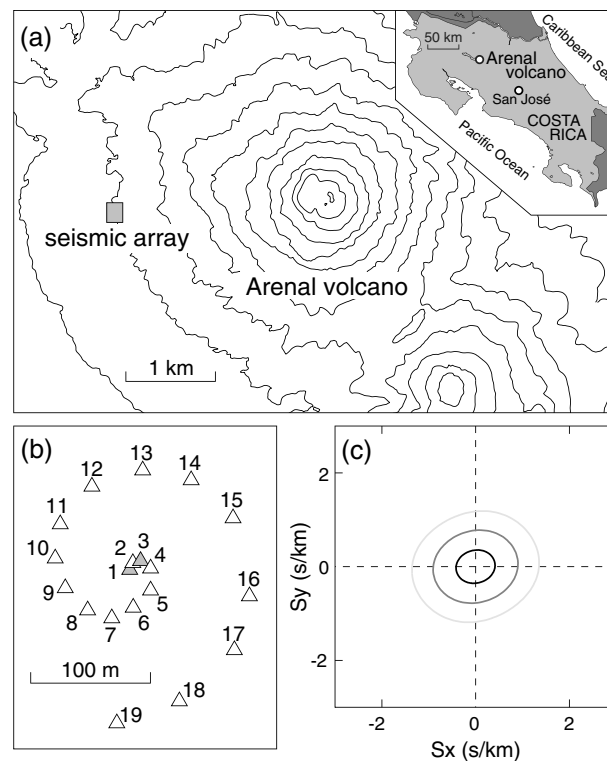 (a)
50 km
Caribbean Sea
Arenal
volcano
San José
COSTA
RICA
Pacific Ocean
seismic array
Arenal volcano
1 km
(b)
13
12
14
11
15
3
2
4
10
1
16
9
5
8
7
6
17
100 m
18
19
(c)
2
0
-2
Sy (s/km)
-2
0
2
Sx (s/km)